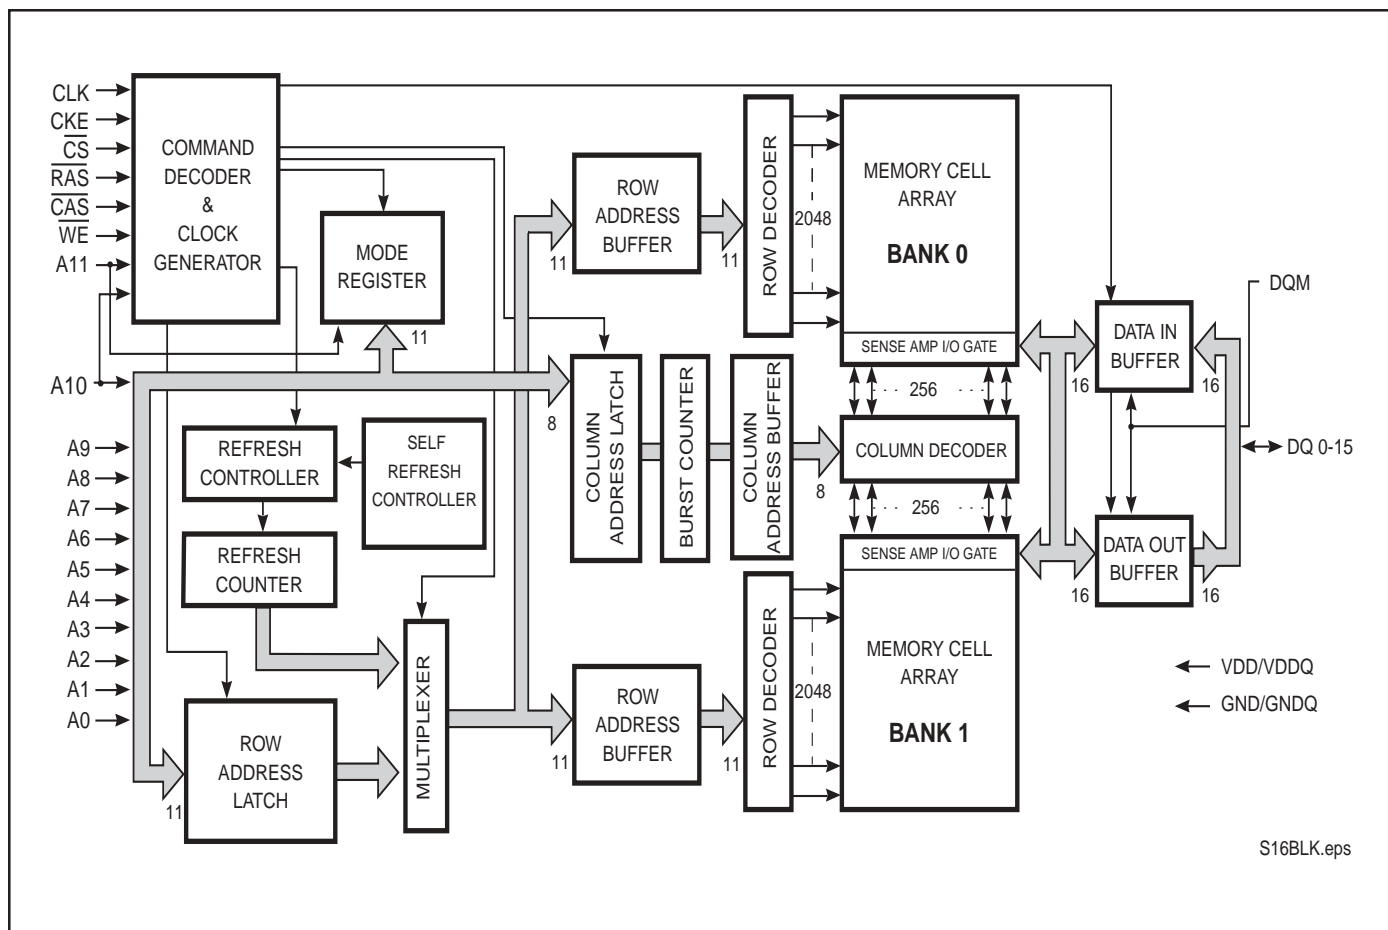 CLK
CKE
CS
RAS
CAS
WE
A11
A10
A9
A8
A7
A6
A5
A4
A3
A2
A1
A0
COMMAND
DECODER
&
CLOCK
GENERATOR
MODE
REGISTER
11
REFRESH
CONTROLLER
SELF
REFRESH
CONTROLLER
REFRESH
COUNTER
ROW
ADDRESS
LATCH
11
MULTIPLEXER
ROW
ADDRESS
BUFFER
11
11
8
COLUMN
ADDRESS LATCH
BURST COUNTER
COLUMN
ADDRESS BUFFER
8
ROW
ADDRESS
BUFFER
11
11
ROW DECODER
2048
MEMORY CELL
ARRAY
BANK 0
SENSE AMP I/O GATE
256
COLUMN DECODER
256
SENSE AMP I/O GATE
ROW DECODER
2048
MEMORY CELL
ARRAY
BANK 1
DQM
DATA IN
BUFFER
16
16
DQ 0-15
DATA OUT
BUFFER
16
16
VDD/VDDQ
GND/GNDQ
S16BLK.eps